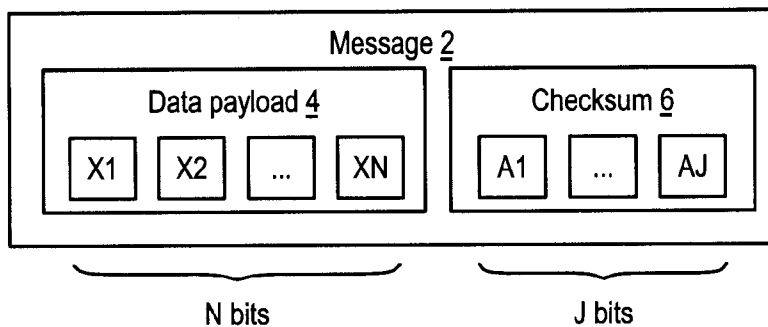 Message 2
Data payload 4
Checksum 6
X1 X2 ... XN
A1 ... AJ
N bits
J bits